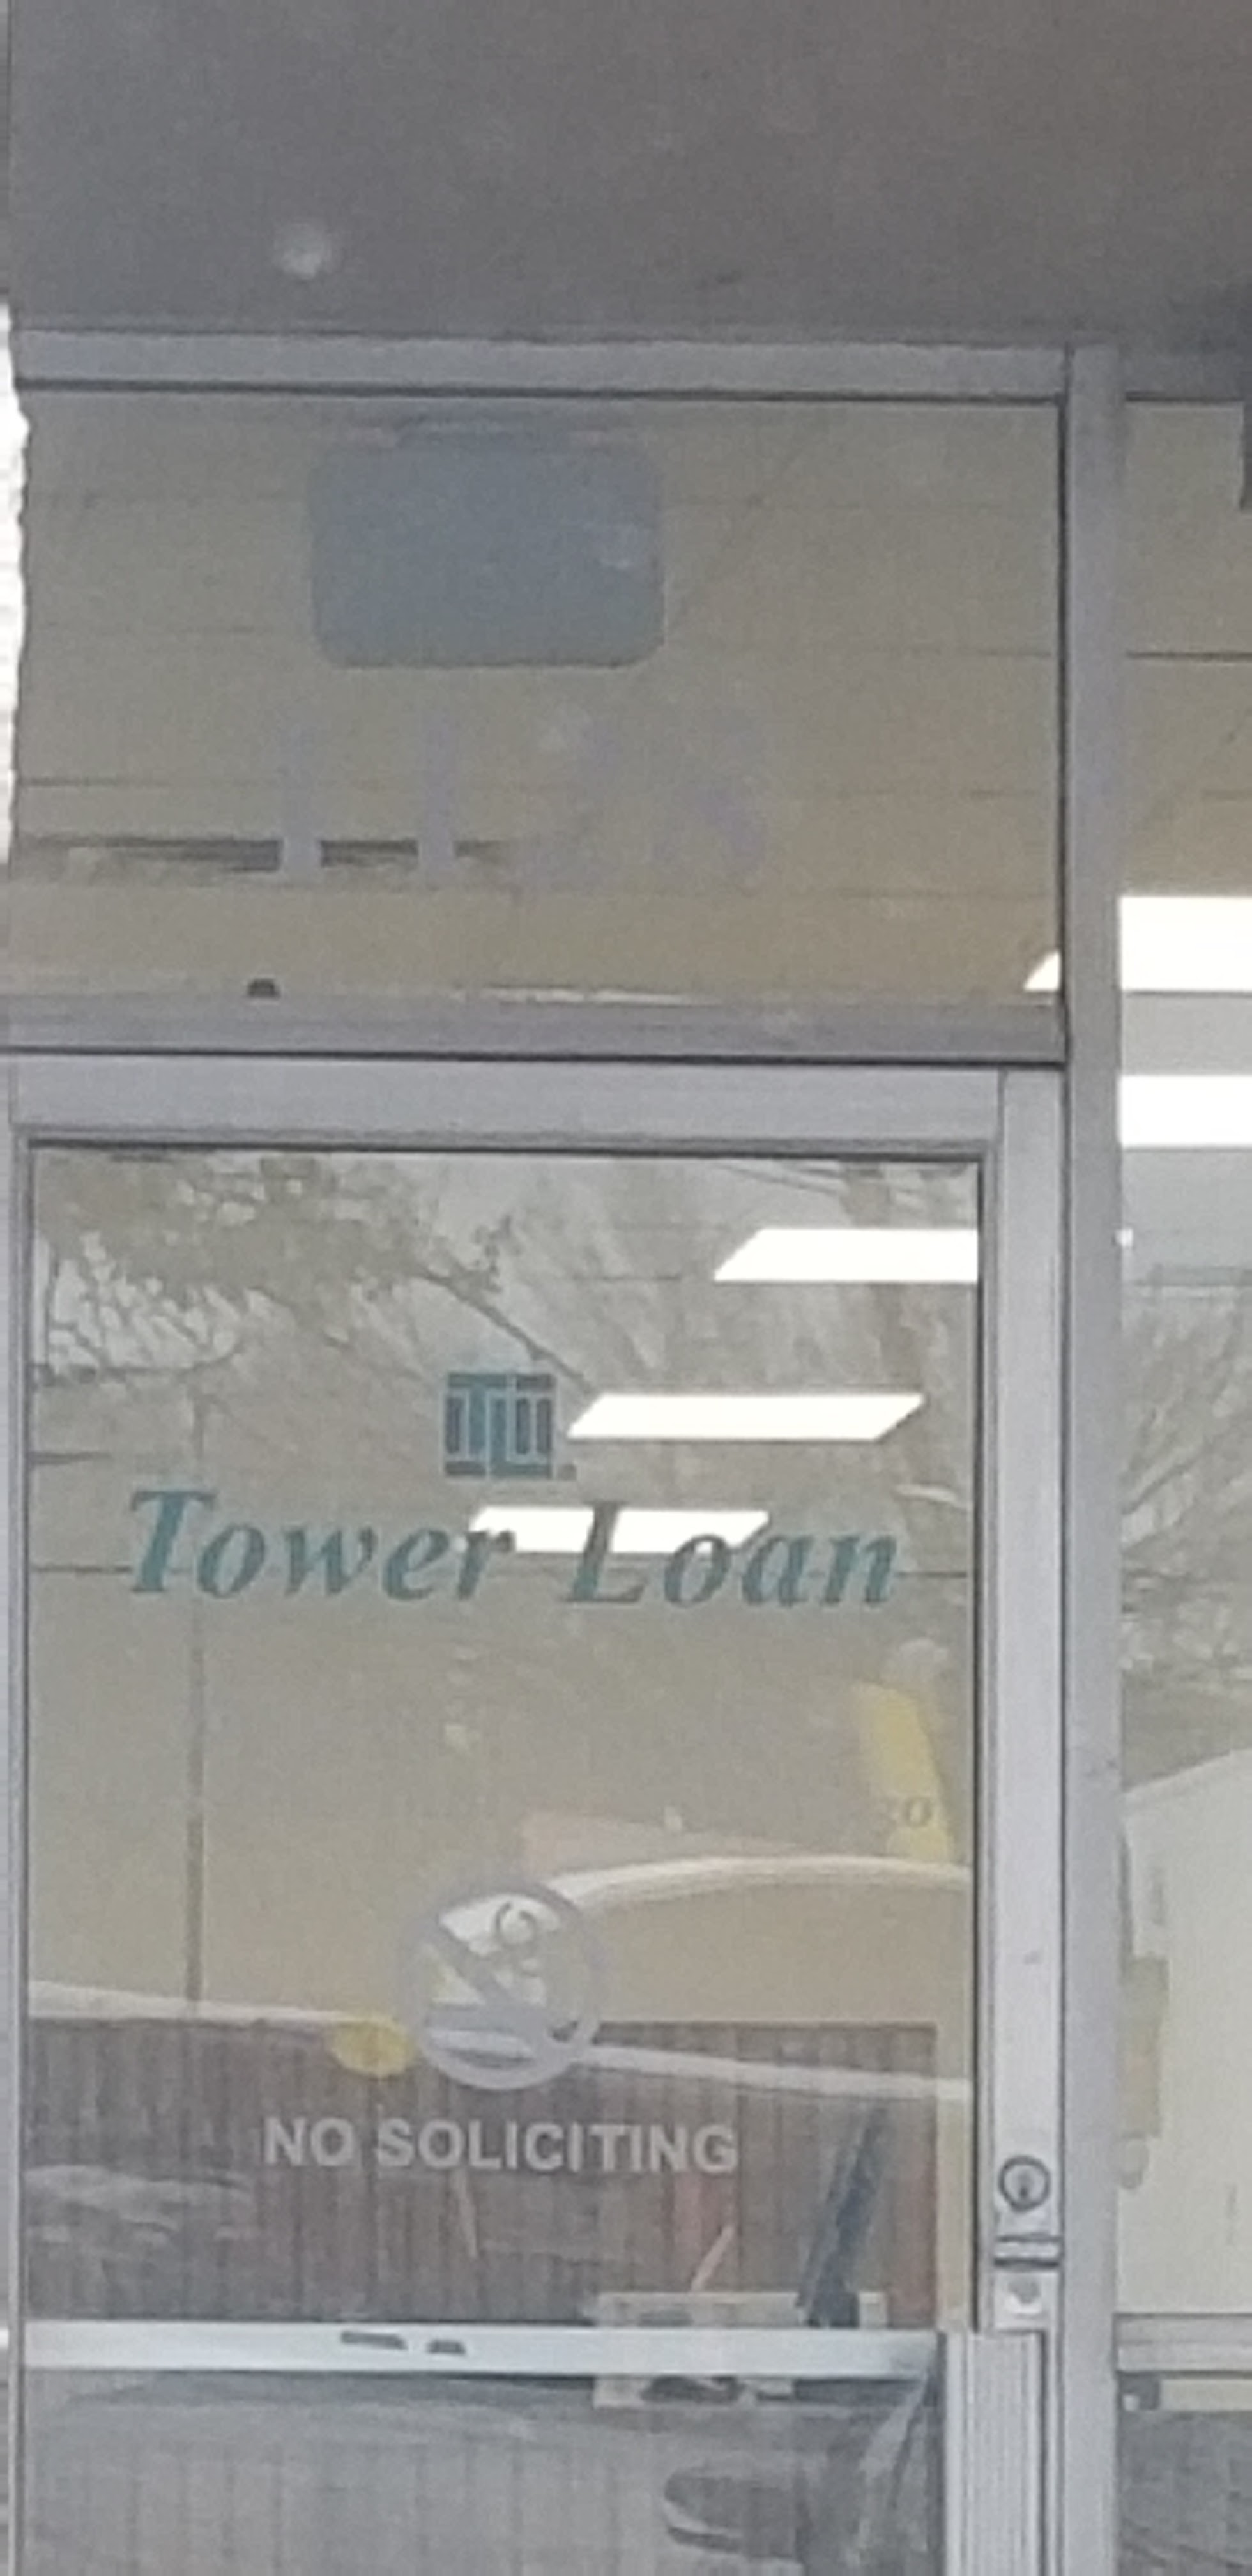 Tower Loan
NO SOLICITING